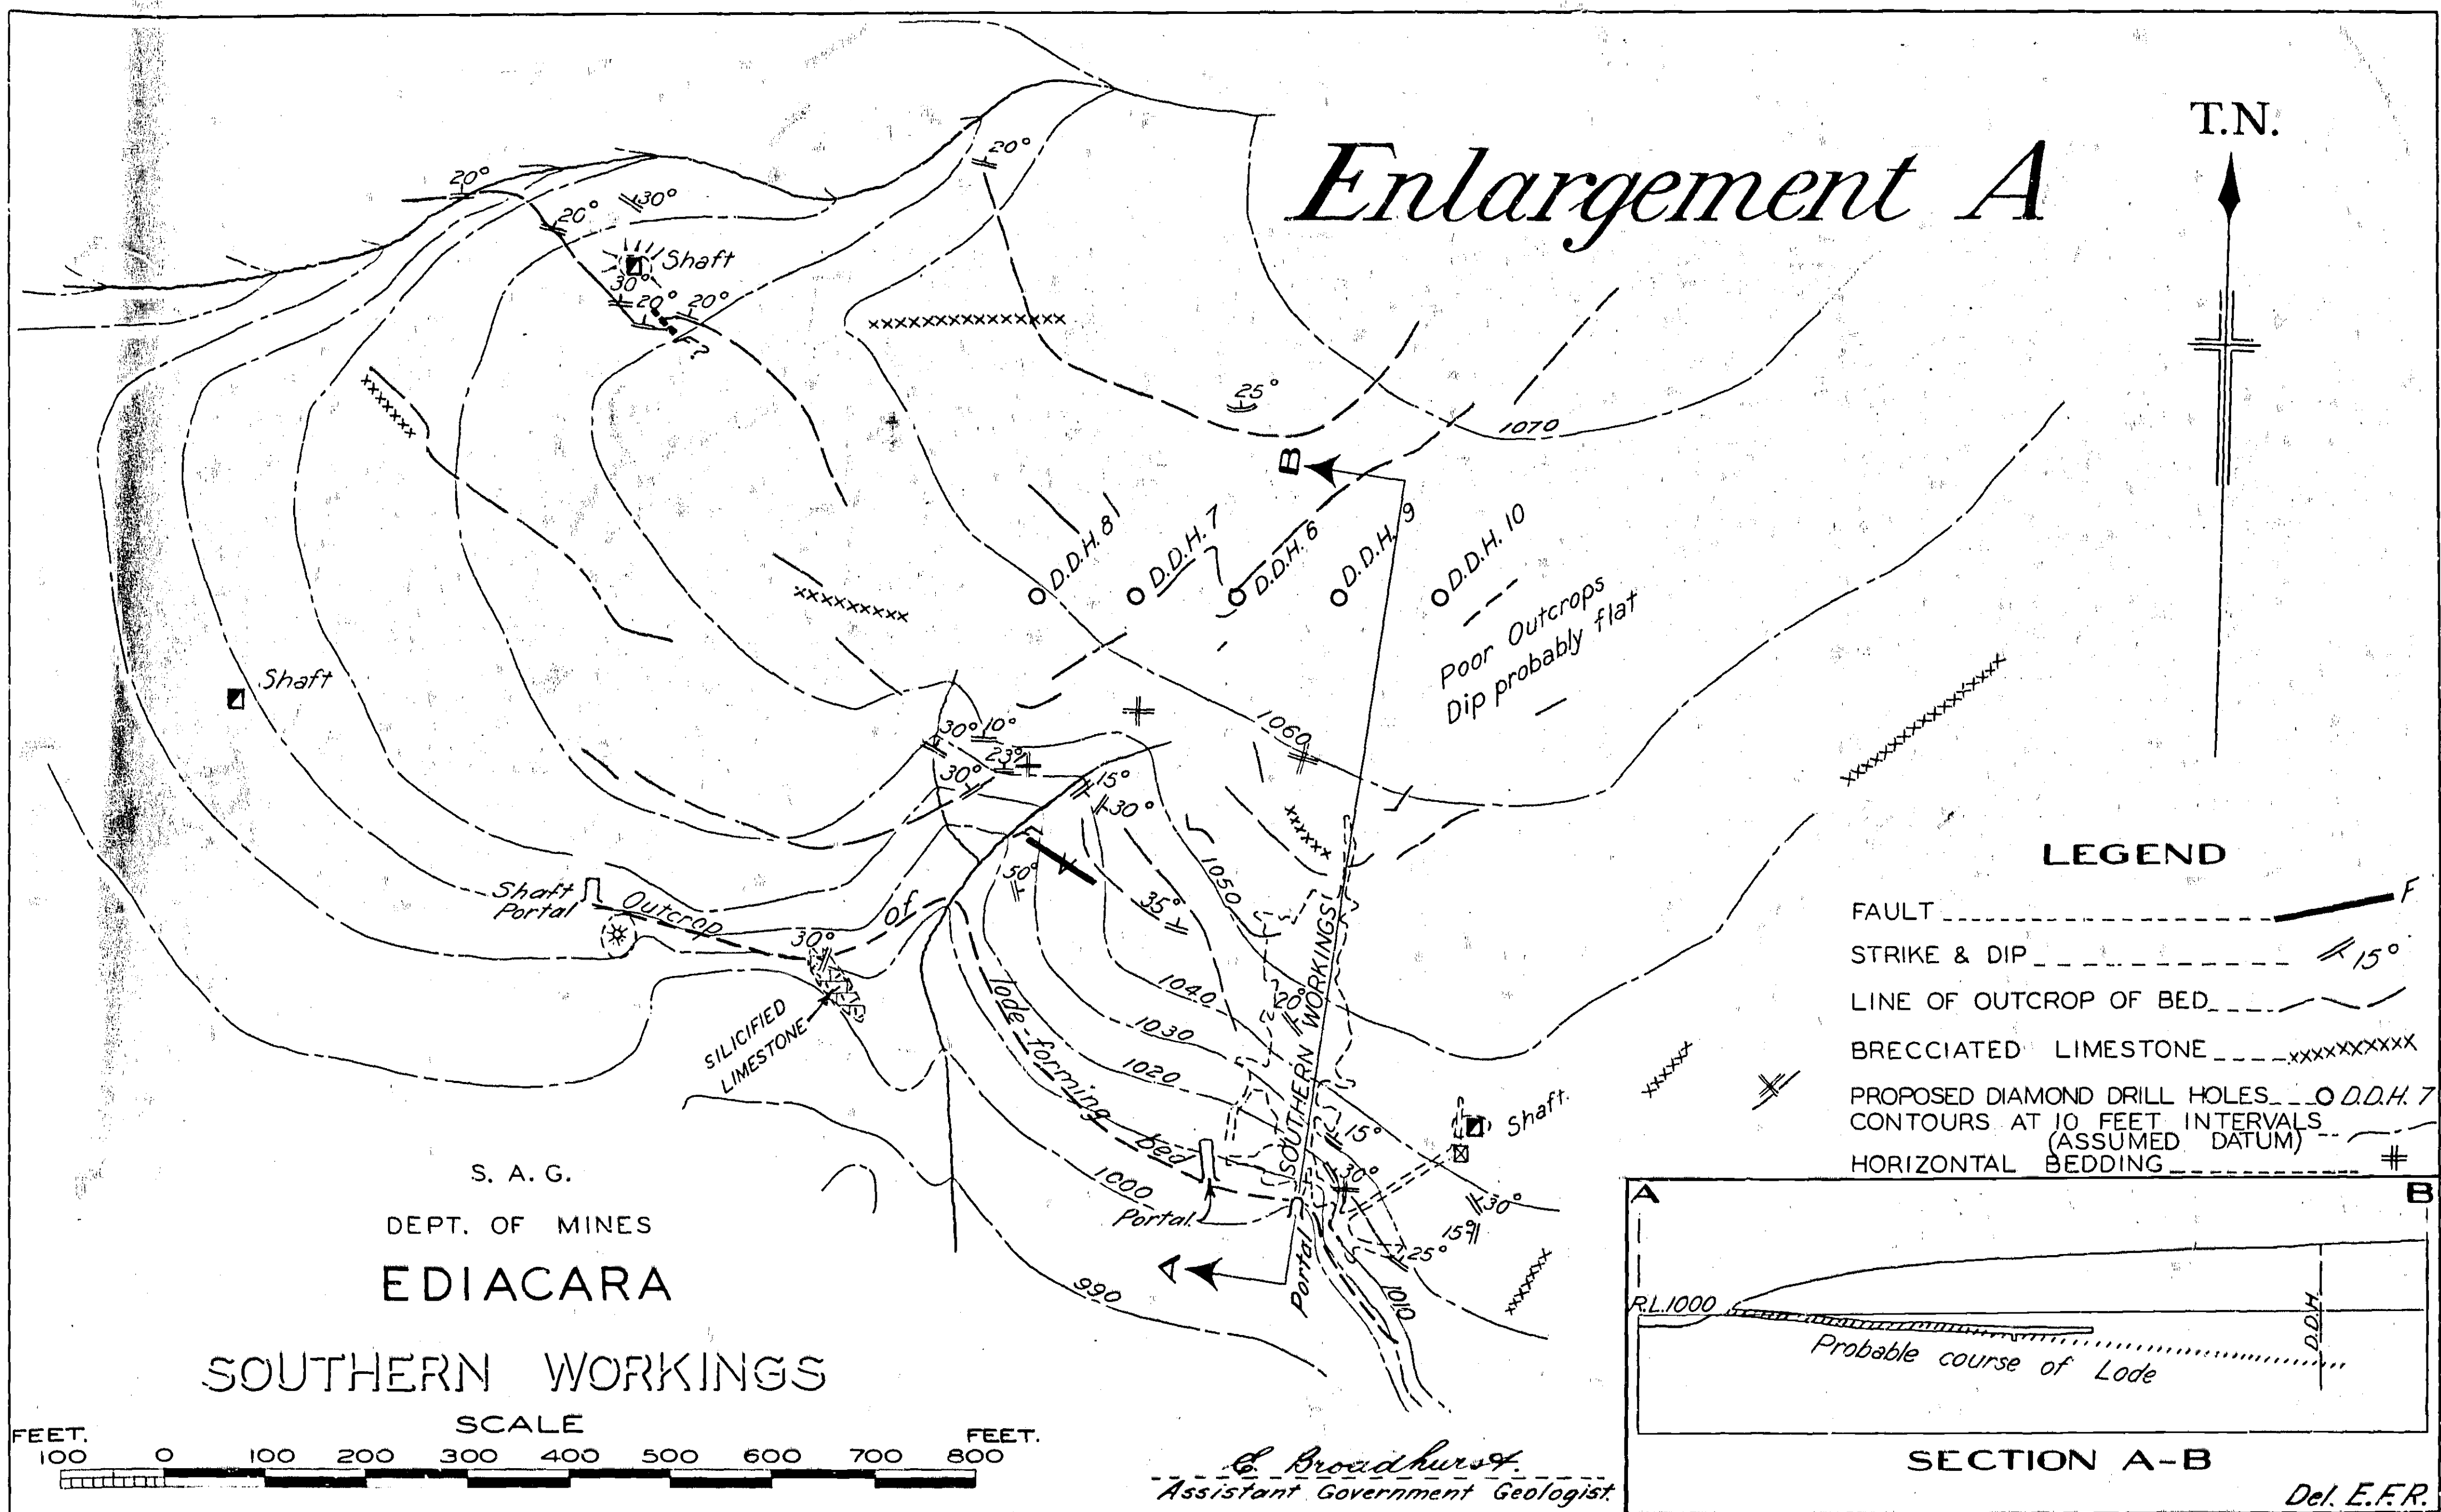 Enlargement A
T.N.
20°
20°
30°
20°
Shaft
30°
20°
20°
F?
25°
1070
B
D.D.H. 8
D.D.H. 7
D.D.H. 6
D.D.H. 9
D.D.H. 10
Poor Outcrops
Dip probably flat
Shaft
1060
30°
10°
23°
30°
15°
30°
F
50°
35°
1050
Shaft
Portal
Outcrop
of
lode-forming
bed
30°
SILICIFIED
LIMESTONE
1040
1030
1020
20°
SOUTHERN WORKINGS
15°
Shaft.
30°
1000
Portal.
30°
15°
25°
A
Portal
1010
990
LEGEND
FAULT F
STRIKE & DIP 15°
LINE OF OUTCROP OF BED
BRECCIATED LIMESTONE xxxxxxxxxx
PROPOSED DIAMOND DRILL HOLES O D.D.H. 7
CONTOURS AT 10 FEET INTERVALS
(ASSUMED DATUM)
HORIZONTAL BEDDING
S. A. G.
DEPT. OF MINES
EDIACARA
SOUTHERN WORKINGS
SCALE
FEET. FEET.
100 0 100 200 300 400 500 600 700 800
E. Broadhurst.
Assistant Government Geologist.
A B
R.L.1000
D.D.H.
Probable course of Lode
SECTION A-B
Del. E.F.R.